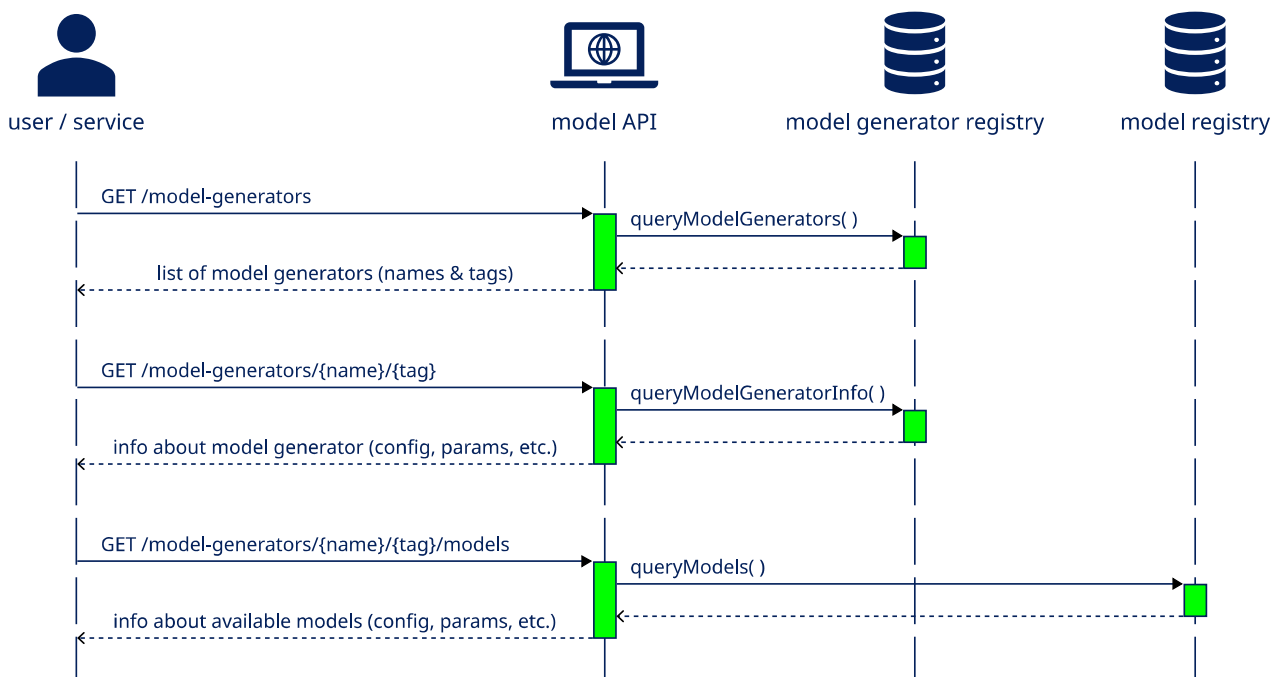 user / service
model API
model generator registry
model registry
GET /model-generators
queryModelGenerators( )
list of model generators (names & tags)
GET /model-generators/{name}/{tag}
queryModelGeneratorInfo( )
info about model generator (config, params, etc.)
GET /model-generators/{name}/{tag}/models
queryModels( )
info about available models (config, params, etc.)